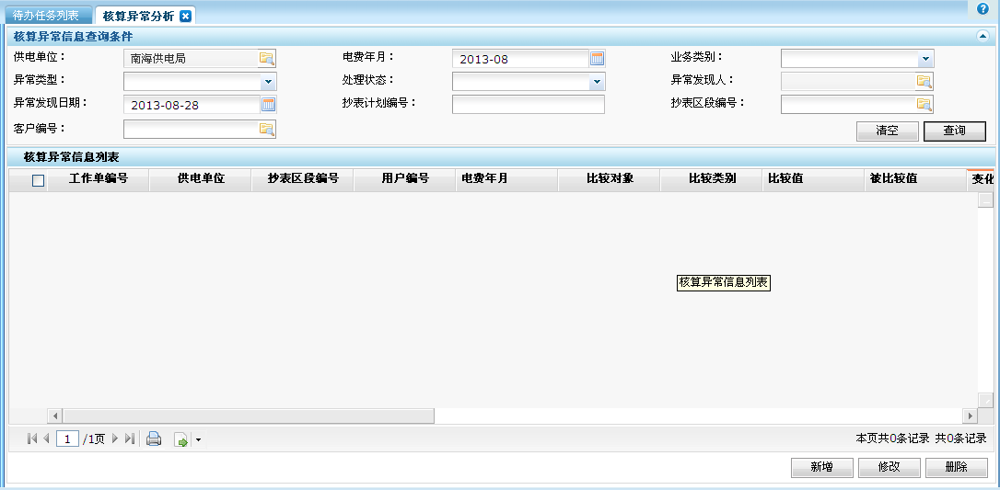 待办任务列表 核算异常分析
核算异常信息查询条件
供电单位： 南海供电局 电费年月： 2013-08 业务类别：
异常类型： 处理状态： 异常发现人：
异常发现日期： 2013-08-28 抄表计划编号： 抄表区段编号：
客户编号： 清空 查询
核算异常信息列表
工作单编号 供电单位 抄表区段编号 用户编号 电费年月 比较对象 比较类别 比较值 被比较值 变化
核算异常信息列表
1 /1页 本页共0条记录 共0条记录
新增 修改 删除